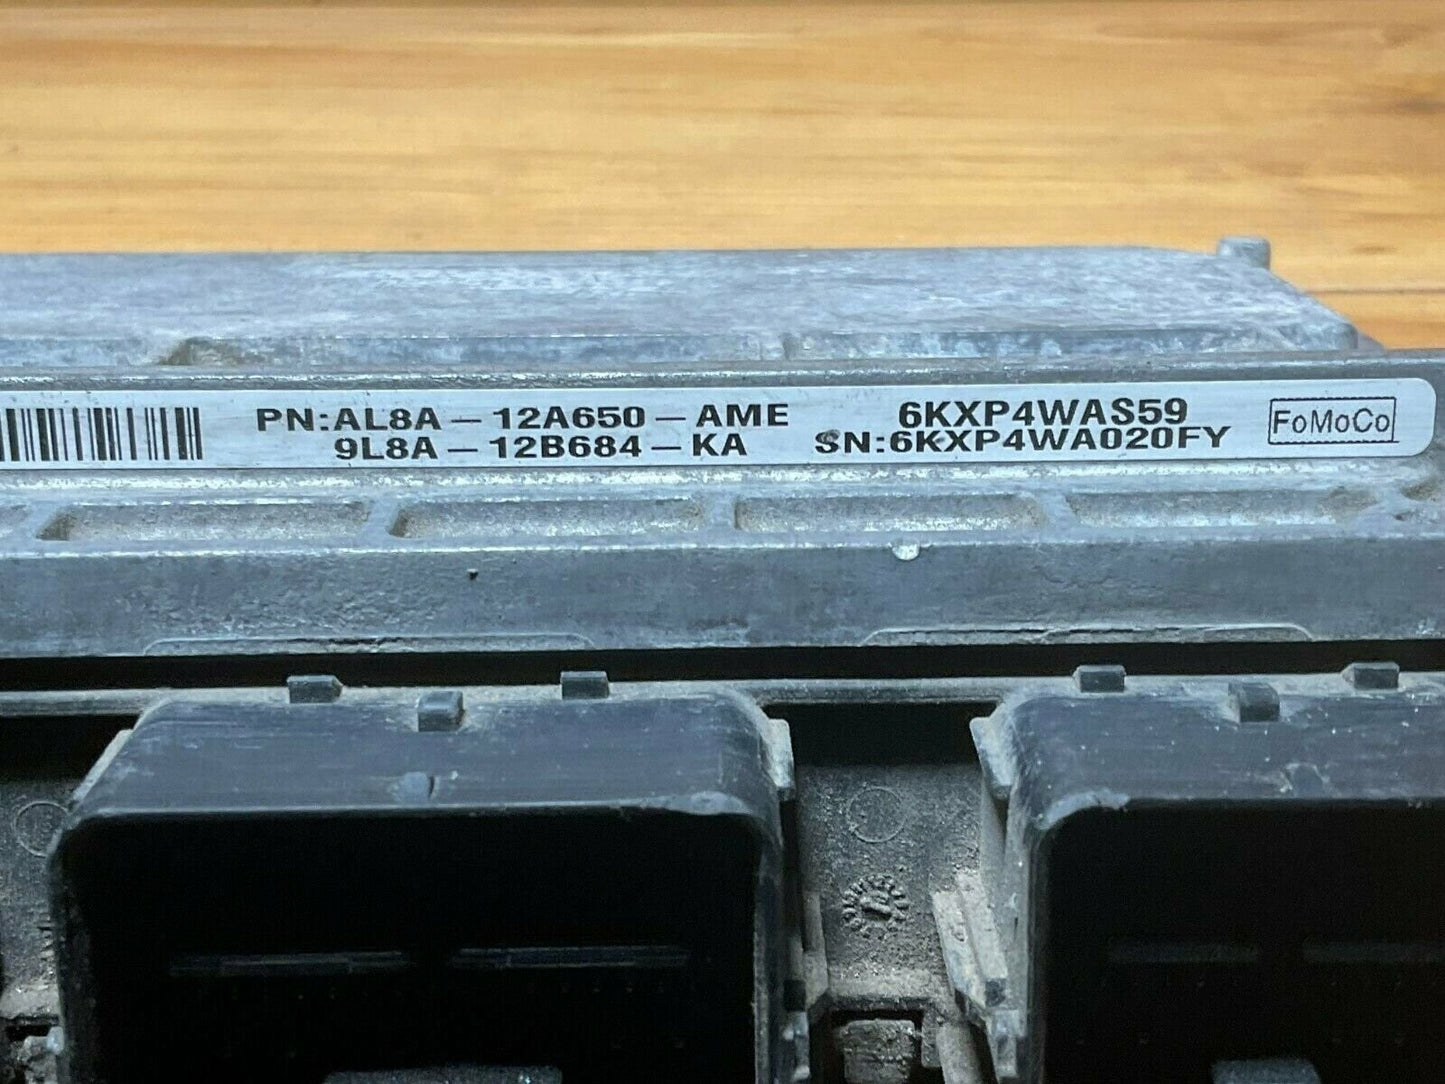 PN:AL8A-12A650-AME
9L8A-12B684-KA
6KXP4WAS59
SN:6KXP4WA020FY
FoMoCo